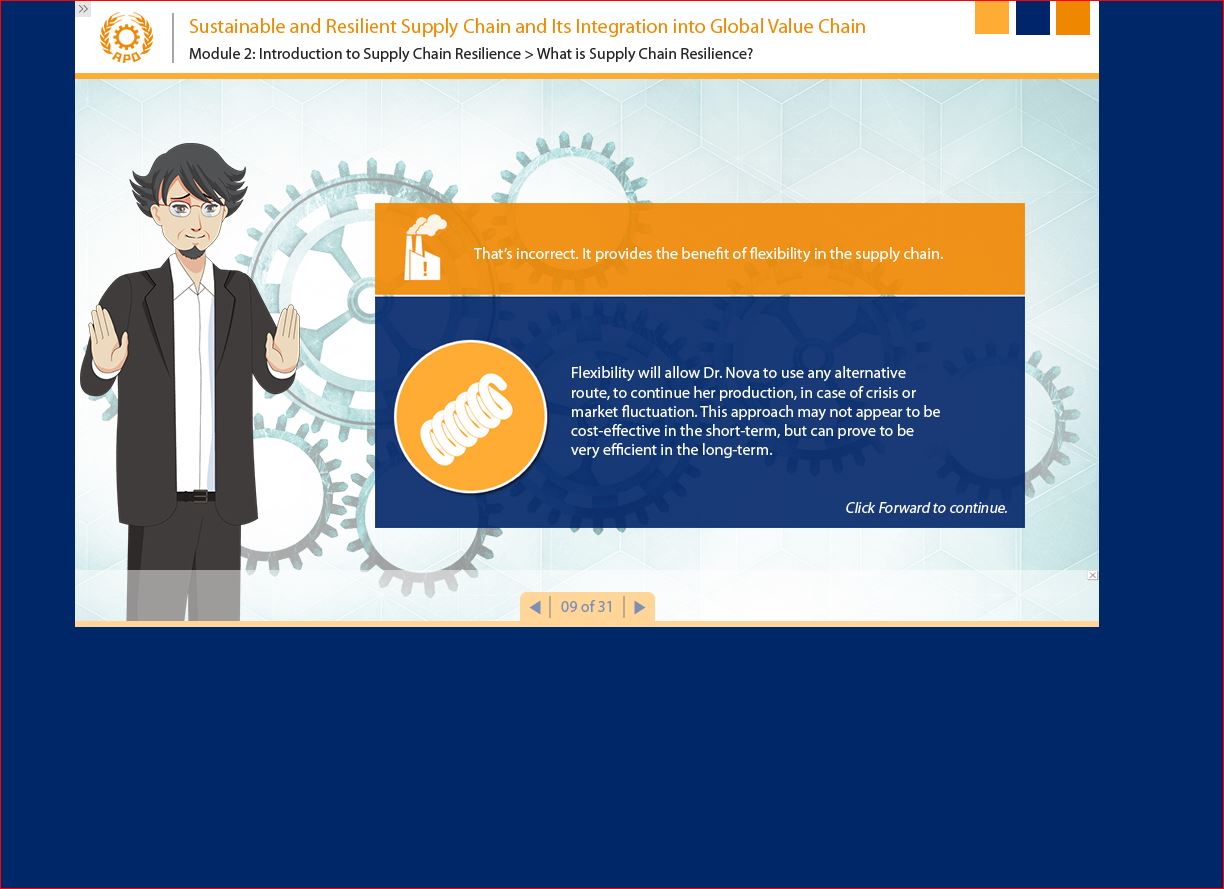 APO
Sustainable and Resilient Supply Chain and Its Integration into Global Value Chain
Module 2: Introduction to Supply Chain Resilience > What is Supply Chain Resilience?
!
That's incorrect. It provides the benefit of flexibility in the supply chain.
Flexibility will allow Dr. Nova to use any alternative
route, to continue her production, in case of crisis or
market fluctuation. This approach may not appear to be
cost-effective in the short-term, but can prove to be
very efficient in the long-term.
Click Forward to continue.
09 of 31